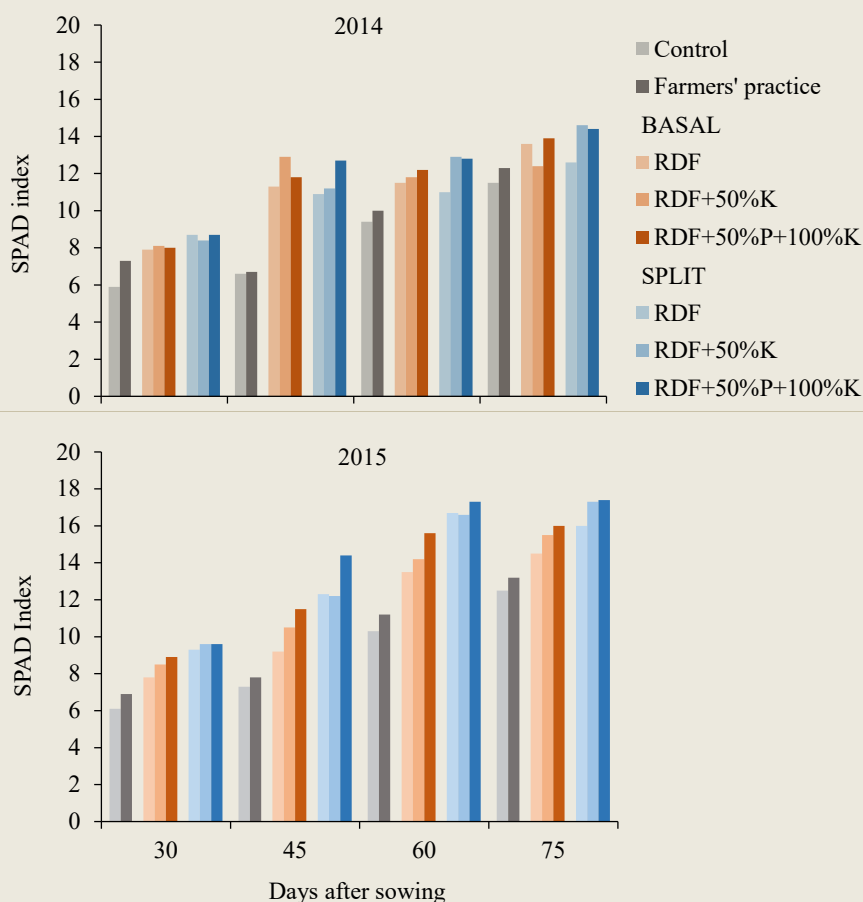 2014
20
18
16
14
12
10
8
6
4
2
0
SPAD index
Control
Farmers' practice
BASAL
RDF
RDF+50%K
RDF+50%P+100%K
SPLIT
RDF
RDF+50%K
RDF+50%P+100%K
2015
20
18
16
14
12
10
8
6
4
2
0
SPAD Index
30 45 60 75
Days after sowing